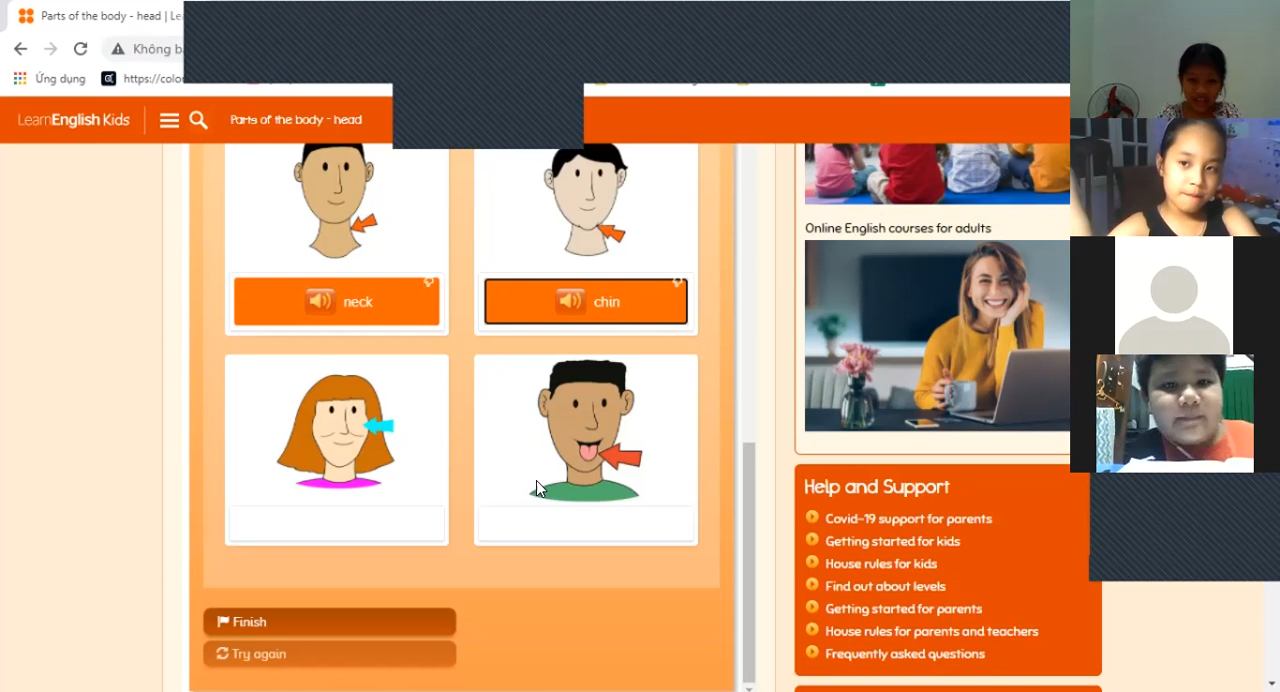 Parts of the body - head | Le
Không b
Ứng dụng
https://color
LearnEnglish Kids
Parts of the body - head
neck
chin
Finish
Try again
Online English courses for adults
Help and Support
Covid-19 support for parents
Getting started for kids
House rules for kids
Find out about levels
Getting started for parents
House rules for parents and teachers
Frequently asked questions